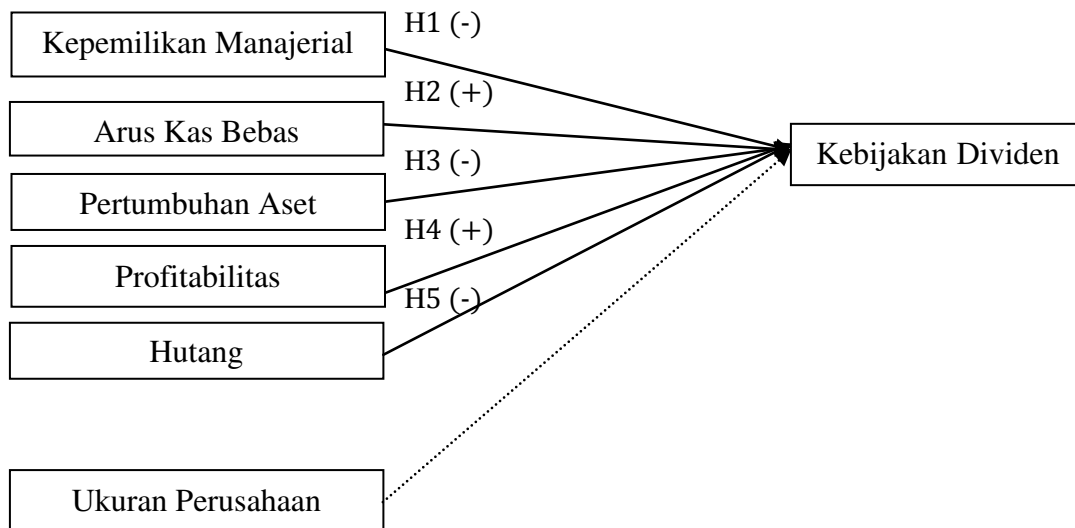 H1 (-)
Kepemilikan Manajerial
H2 (+)
Arus Kas Bebas
Kebijakan Dividen
H3 (-)
Pertumbuhan Aset
H4 (+)
Profitabilitas
H5 (-)
Hutang
Ukuran Perusahaan